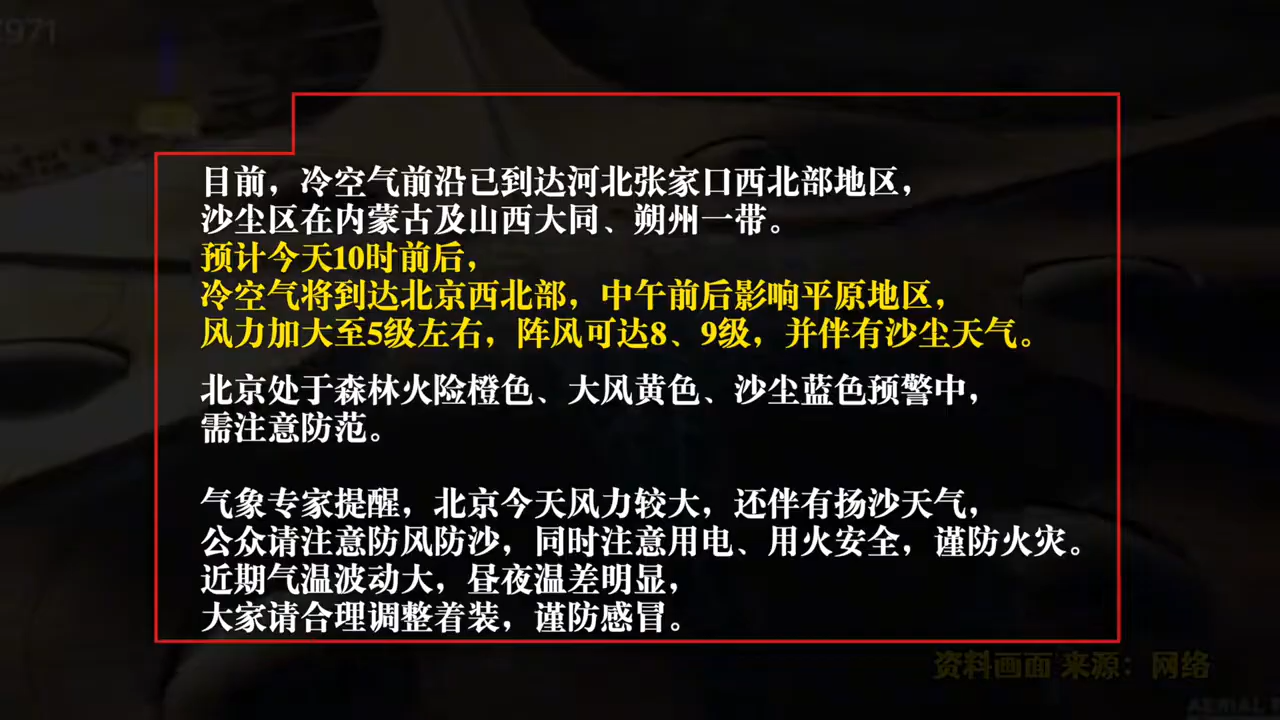 971
目前，冷空气前沿已到达河北张家口西北部地区，
沙尘区在内蒙古及山西大同、朔州一带。
预计今天10时前后，
冷空气将到达北京西北部，中午前后影响平原地区，
风力加大至5级左右，阵风可达8、9级，并伴有沙尘天气。
北京处于森林火险橙色、大风黄色、沙尘蓝色预警中，
需注意防范。
气象专家提醒，北京今天风力较大，还伴有扬沙天气，
公众请注意防风防沙，同时注意用电、用火安全，谨防火灾。
近期气温波动大，昼夜温差明显，
大家请合理调整着装，谨防感冒。
资料画面 来源：网络
AERIAL